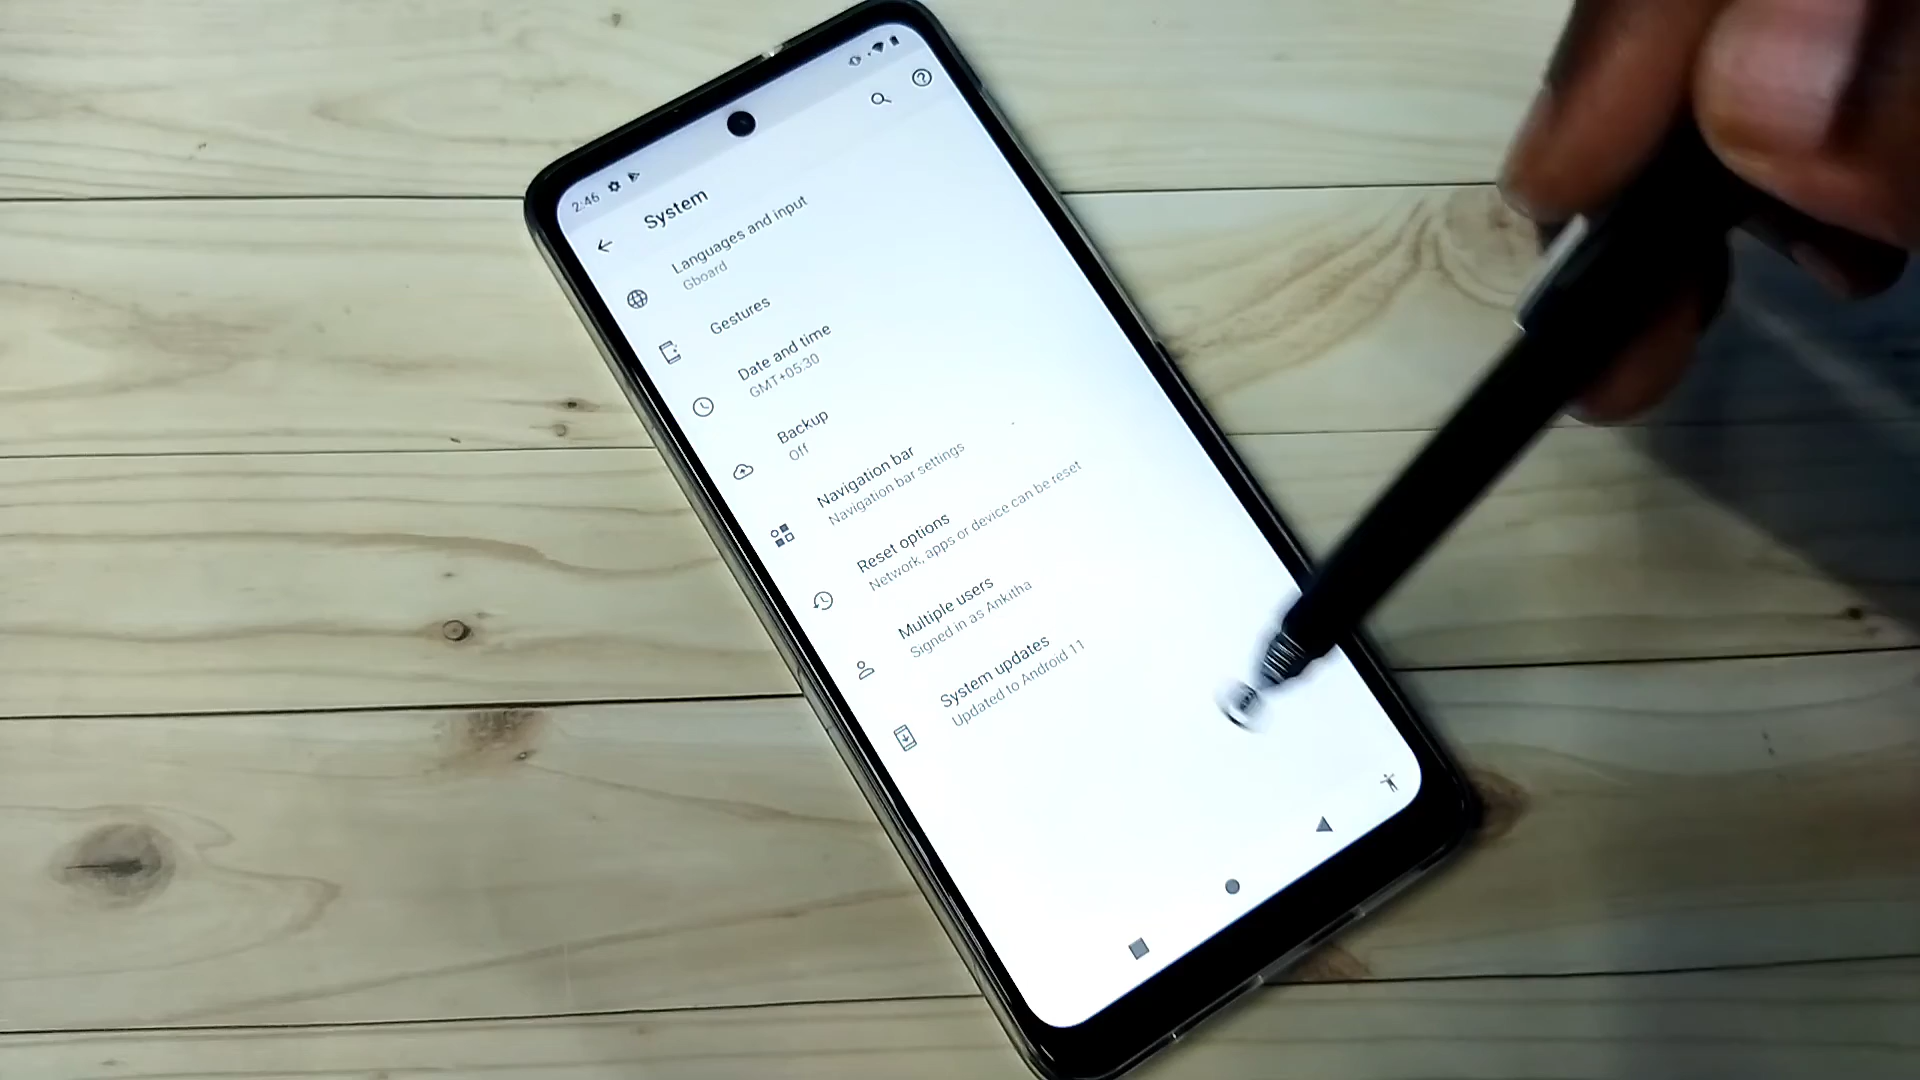 2:46
System
Languages and input
Gboard
Gestures
Date and time
GMT+05:30
Backup
Off
Navigation bar
Navigation bar settings
Reset options
Network, apps or device can be reset
Multiple users
Signed in as Ankitha
System updates
Updated to Android 11